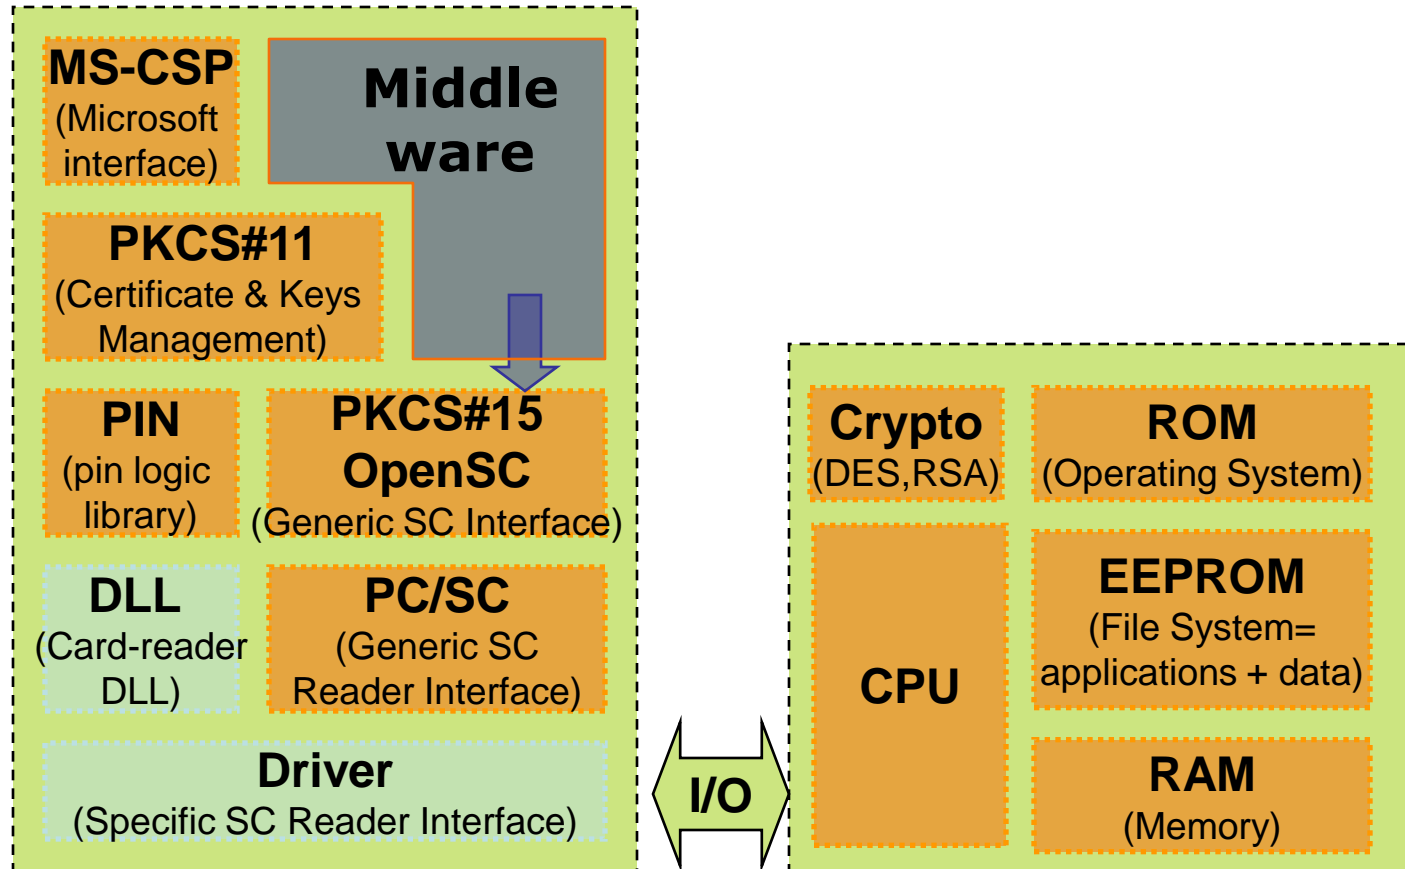 MS-CSP
(Microsoft
interface)
Middle
ware
PKCS#11
(Certificate & Keys
Management)
PIN
(pin logic
library)
PKCS#15
OpenSC
(Generic SC Interface)
DLL
(Card-reader
DLL)
PC/SC
(Generic SC
Reader Interface)
Driver
(Specific SC Reader Interface)
I/O
Crypto
(DES,RSA)
ROM
(Operating System)
CPU
EEPROM
(File System=
applications + data)
RAM
(Memory)